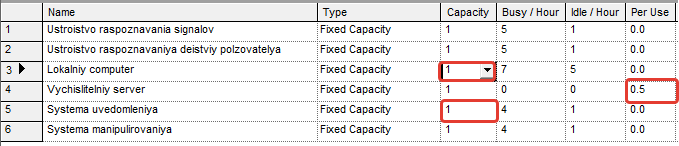 Name Type Capacity Busy / Hour Idle / Hour Per Use
1 Ustroistvo raspoznavaniya signalov Fixed Capacity 1 5 1 0.0
2 Ustroistvo raspoznavaniya deistviy polzovatelya Fixed Capacity 1 5 1 0.0
3 Lokalniy computer Fixed Capacity 1 7 5 0.0
4 Vychislitelniy server Fixed Capacity 1 0 0 0.5
5 Systema uvedomleniya Fixed Capacity 1 4 1 0.0
6 Systema manipulirovaniya Fixed Capacity 1 4 1 0.0